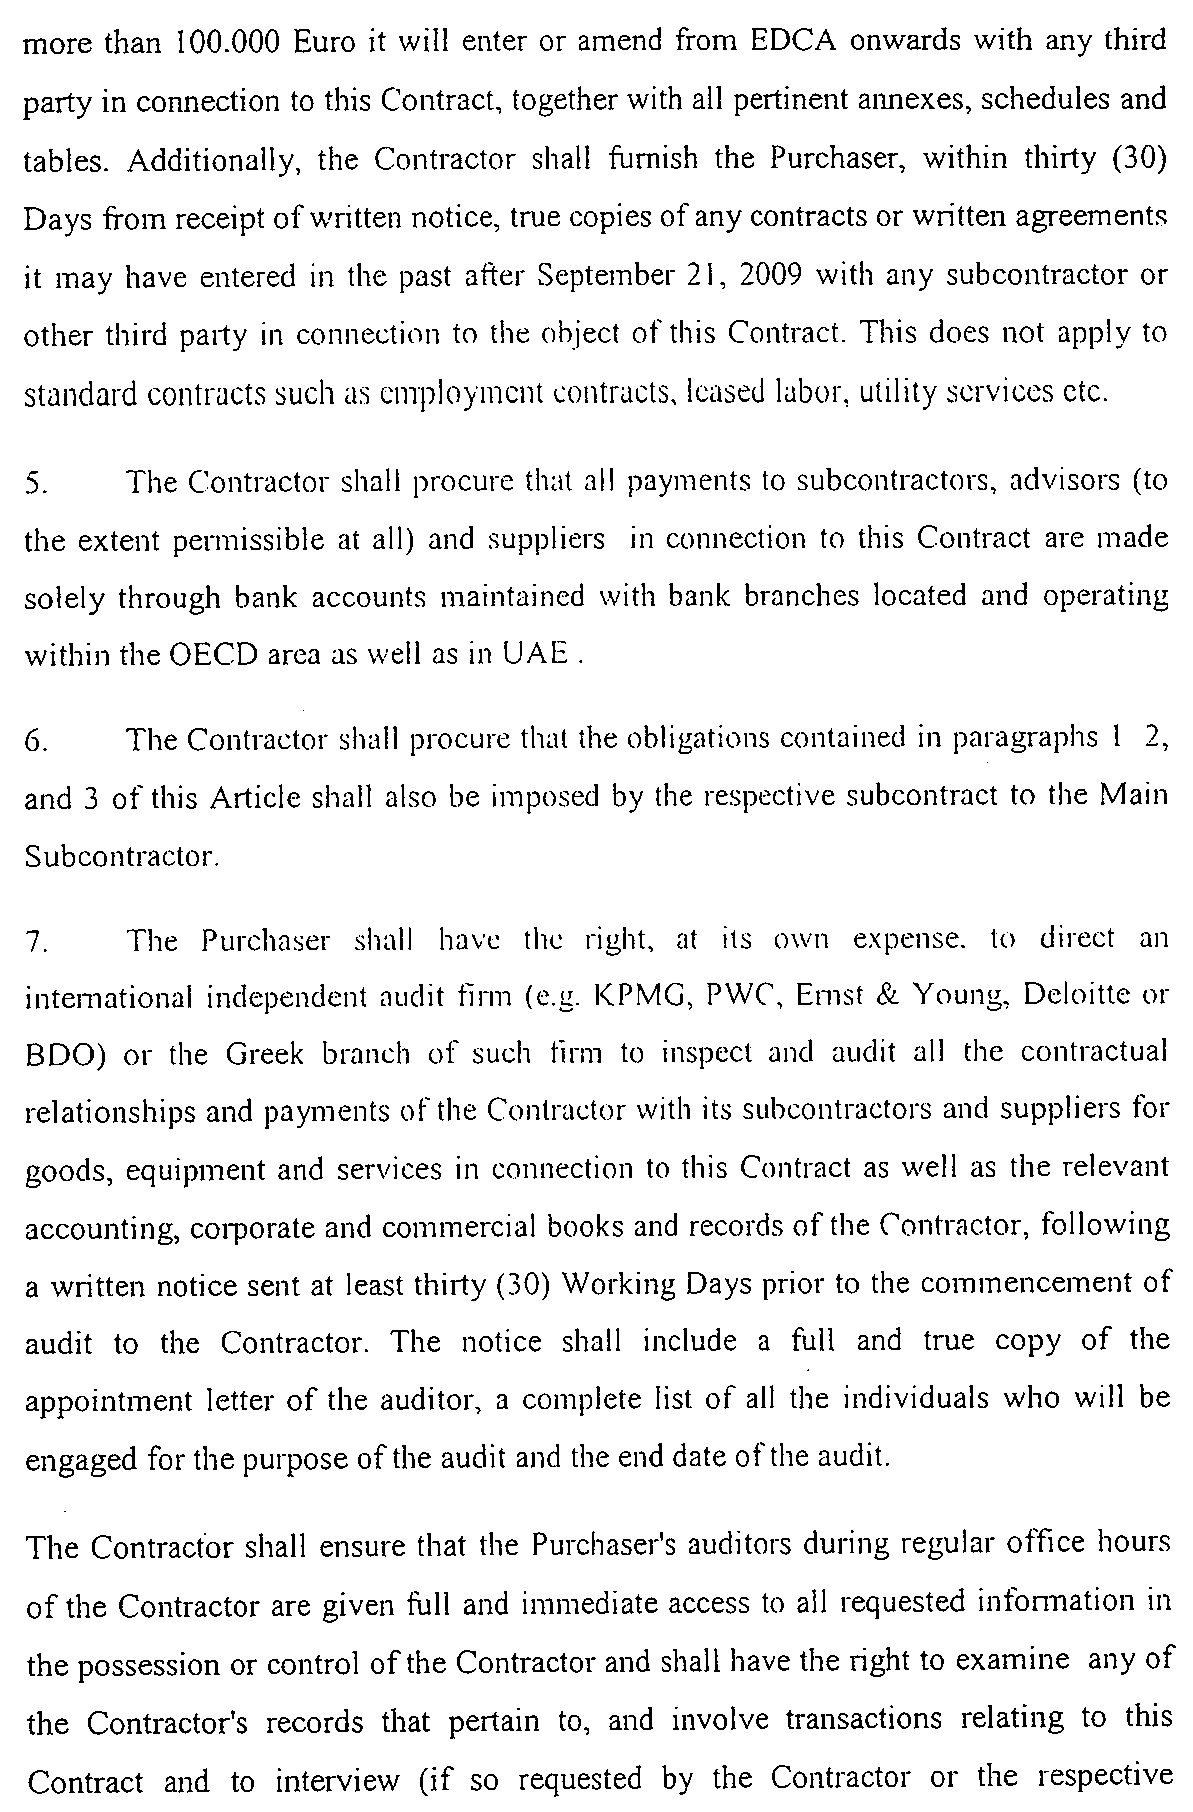 more than 100.000 Euro it will enter or amend from EDCA onwards with any third
party in connection to this Contract, together with all pertinent annexes, schedules and
tables. Additionally, the Contractor shall furnish the Purchaser, within thirty (30)
Days from receipt of written notice, true copies of any contracts or written agreements
it may have entered in the past after September 21, 2009 with any subcontractor or
other third party in connection to the object of this Contract. This does not apply to
standard contracts such as employment contracts, leased labor, utility services etc.
5. The Contractor shall procure that all payments to subcontractors, advisors (to
the extent permissible at all) and suppliers in connection to this Contract are made
solely through bank accounts maintained with bank branches located and operating
within the OECD area as well as in UAE .
6. The Contractor shall procure that the obligations contained in paragraphs 1 2,
and 3 of this Article shall also be imposed by the respective subcontract to the Main
Subcontractor.
7. The Purchaser shall have the right, at its own expense. to direct an
international independent audit firm (e.g. KPMG, PWC, Ernst & Young, Deloitte or
BDO) or the Greek branch of such firm to inspect and audit all the contractual
relationships and payments of the Contractor with its subcontractors and suppliers for
goods, equipment and services in connection to this Contract as well as the relevant
accounting, corporate and commercial books and records of the Contractor, following
a written notice sent at least thirty (30) Working Days prior to the commencement of
audit to the Contractor. The notice shall include a full and true copy of the
appointment letter of the auditor, a complete list of all the individuals who will be
engaged for the purpose of the audit and the end date of the audit.
The Contractor shall ensure that the Purchaser's auditors during regular office hours
of the Contractor are given full and immediate access to all requested information in
the possession or control of the Contractor and shall have the right to examine any of
the Contractor's records that pertain to, and involve transactions relating to this
Contract and to interview (if so requested by the Contractor or the respective